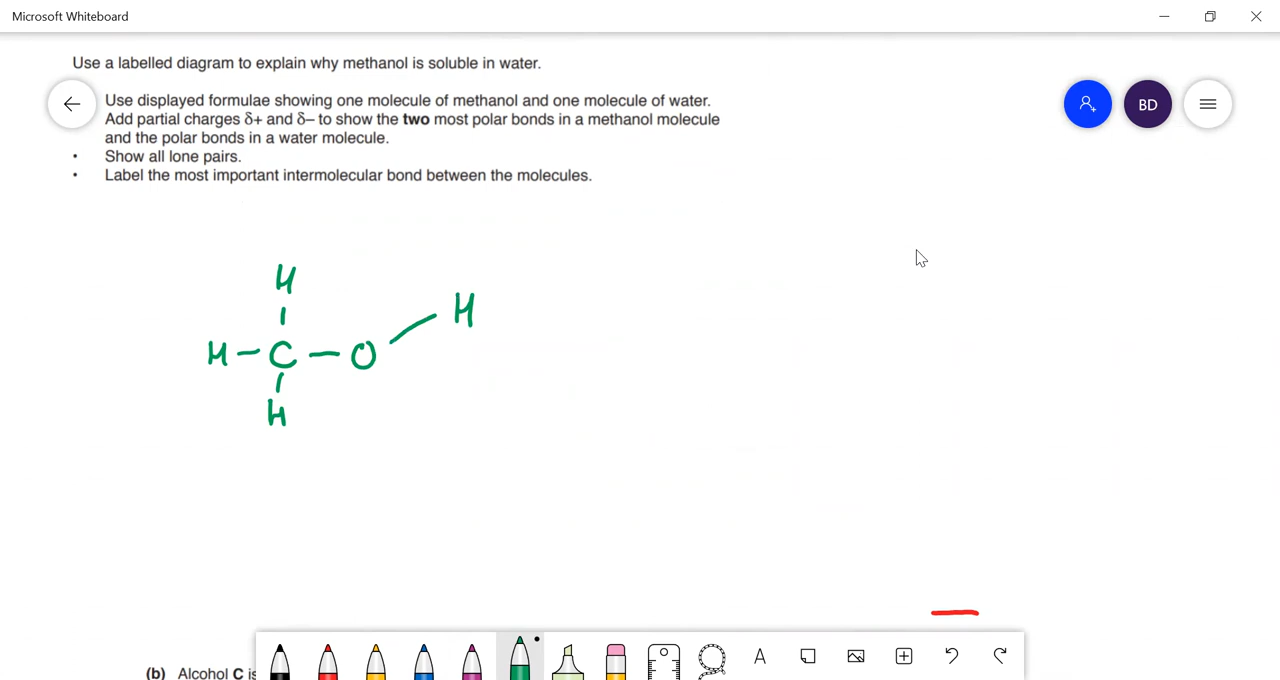 Microsoft Whiteboard
Use a labelled diagram to explain why methanol is soluble in water.
Use displayed formulae showing one molecule of methanol and one molecule of water.
Add partial charges δ+ and δ– to show the two most polar bonds in a methanol molecule
and the polar bonds in a water molecule.
• Show all lone pairs.
• Label the most important intermolecular bond between the molecules.
BD
H
H
H – C – O
H
(b) Alcohol C is
A